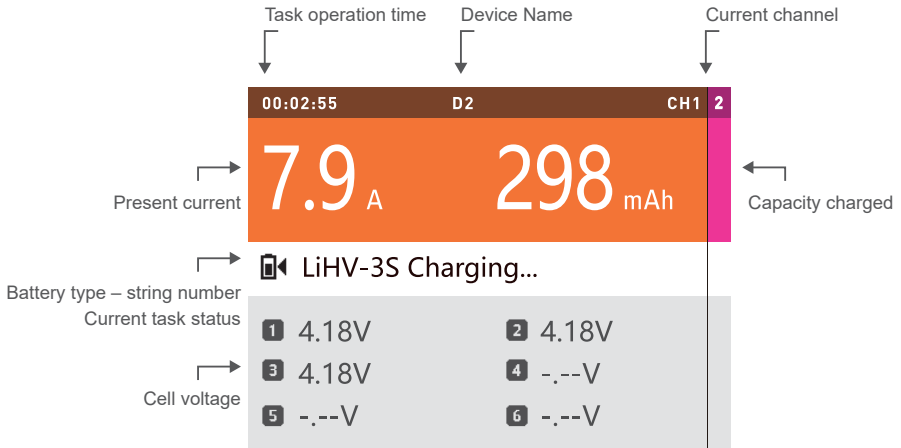 Task operation time Device Name Current channel
00:02:55 D2 CH1 2
7.9 A 298 mAh
Present current Capacity charged
LiHV-3S Charging...
Battery type – string number
Current task status
1 4.18V 2 4.18V
3 4.18V 4 -.--V
Cell voltage
5 -.--V 6 -.--V